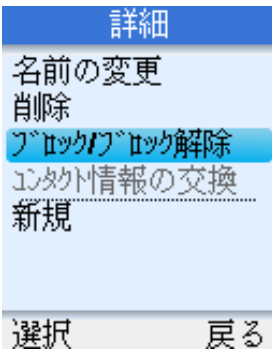 詳細
名前の変更
削除
ﾌﾞﾛｯｸ/ﾌﾞﾛｯｸ解除
ｺﾝﾀｸﾄ情報の交換
新規
選択 戻る